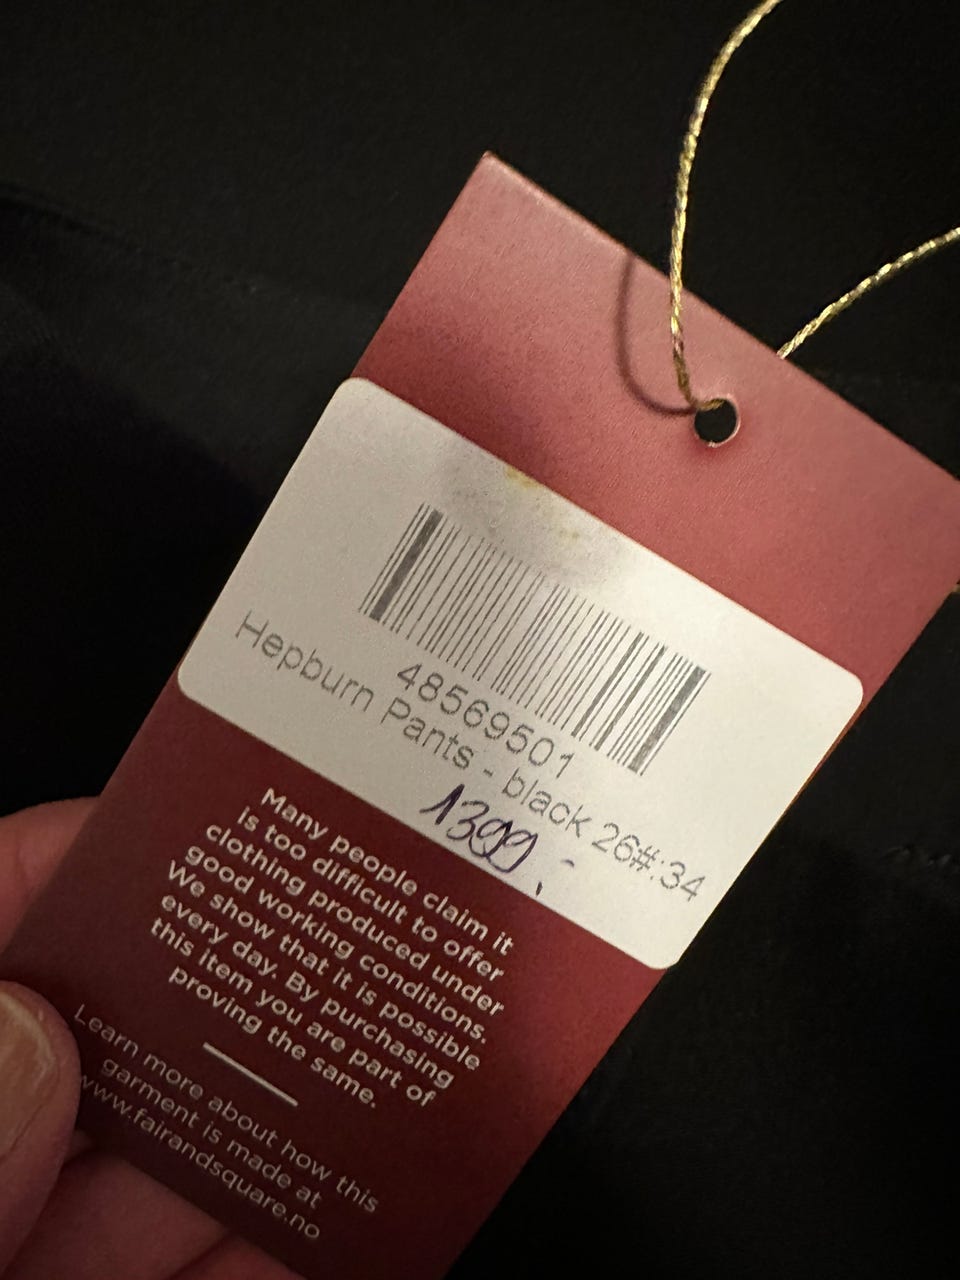 48569501
Hepburn Pants - black 26#:34
1399,-
Many people claim it
is too difficult to offer
clothing produced under
good working conditions.
We show that it is possible
every day. By purchasing
this item you are part of
proving the same.
Learn more about how this
garment is made at
www.fairandsquare.no